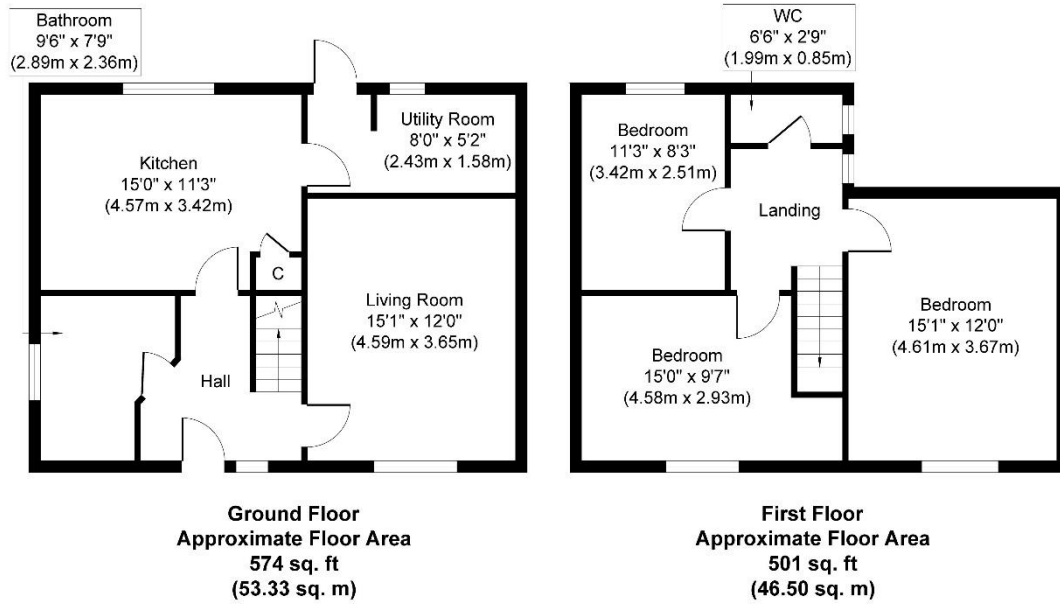 Bathroom
9'6" x 7'9"
(2.89m x 2.36m)
Kitchen
15'0" x 11'3"
(4.57m x 3.42m)
Utility Room
8'0" x 5'2"
(2.43m x 1.58m)
C
Living Room
15'1" x 12'0"
(4.59m x 3.65m)
Hall
Ground Floor
Approximate Floor Area
574 sq. ft
(53.33 sq. m)
WC
6'6" x 2'9"
(1.99m x 0.85m)
Bedroom
11'3" x 8'3"
(3.42m x 2.51m)
Landing
Bedroom
15'1" x 12'0"
(4.61m x 3.67m)
Bedroom
15'0" x 9'7"
(4.58m x 2.93m)
First Floor
Approximate Floor Area
501 sq. ft
(46.50 sq. m)